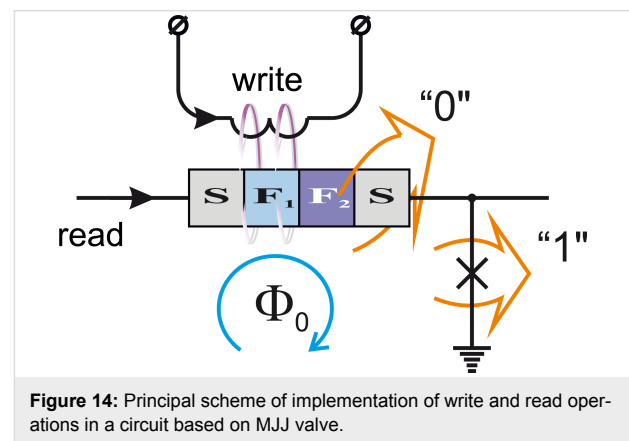 write
"0"
S F₁ F₂ S
read
"1"
Φ₀
Figure 14: Principal scheme of implementation of write and read oper-
ations in a circuit based on MJJ valve.